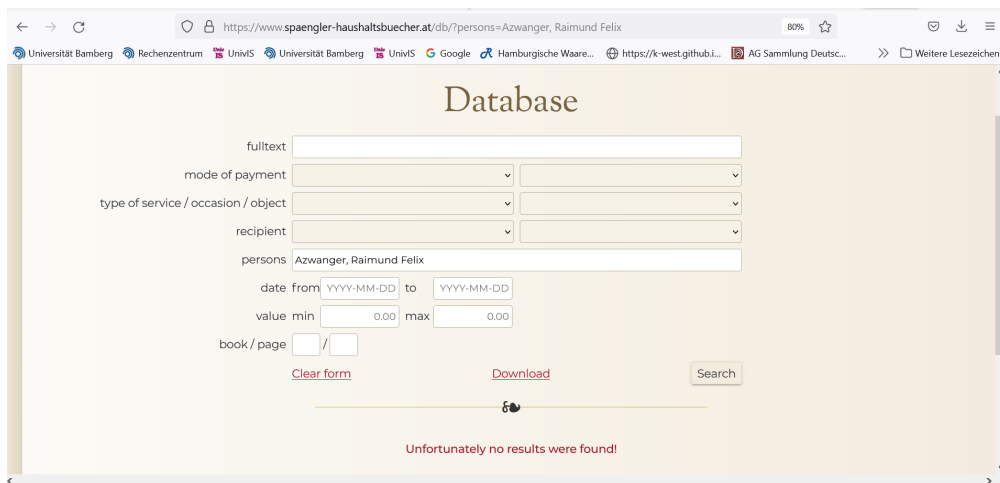 https://www.spaengler-haushaltsbuecher.at/db/?persons=Azwanger, Raimund Felix 80%
Universität Bamberg Rechenzentrum UnivIS Universität Bamberg UnivIS Google Hamburgische Waare... https://k-west.github.i... AG Sammlung Deutsc... Weitere Lesezeichen
Database
fulltext
mode of payment
type of service / occasion / object
recipient
persons Azwanger, Raimund Felix
date from YYYY-MM-DD to YYYY-MM-DD
value min 0.00 max 0.00
book / page /
Clear form Download Search
Unfortunately no results were found!